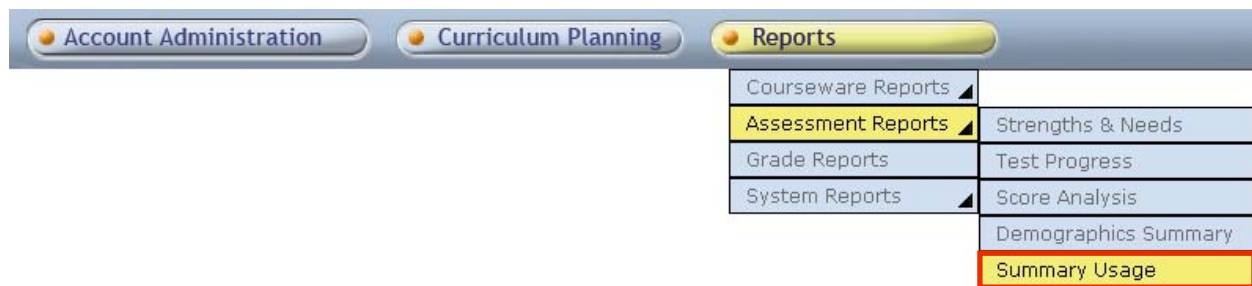 Account Administration
Curriculum Planning
Reports
Courseware Reports
Assessment Reports
Grade Reports
System Reports
Strengths & Needs
Test Progress
Score Analysis
Demographics Summary
Summary Usage